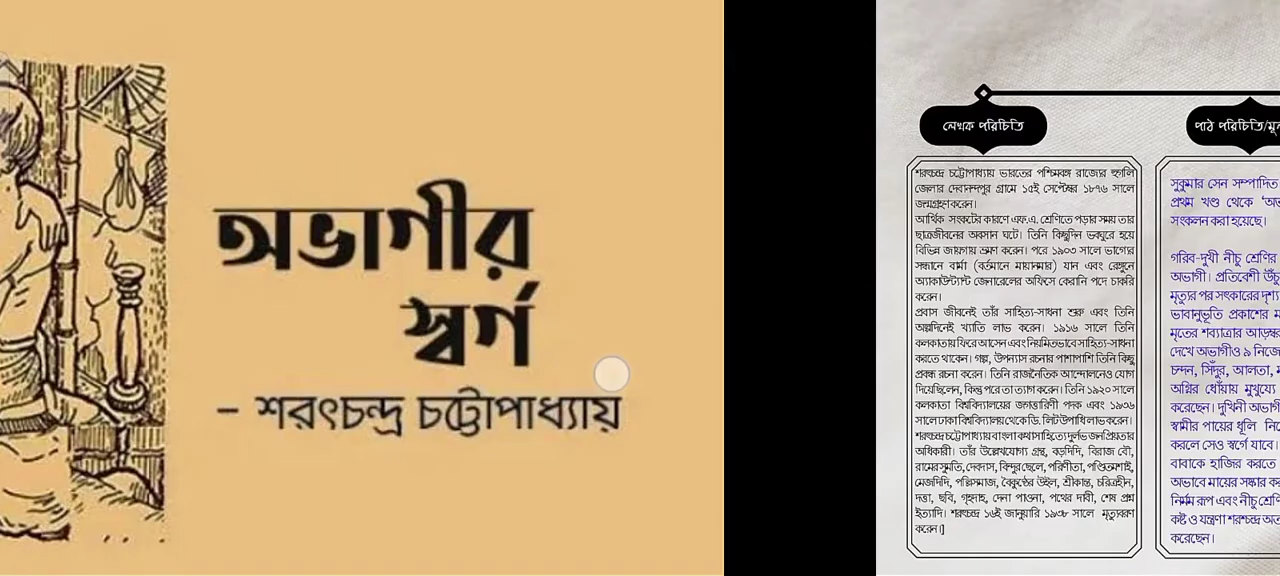 অভাগীর
স্বর্গ
– শরৎচন্দ্র চট্টোপাধ্যায়
লেখক পরিচিতি
শরৎচন্দ্র চট্টোপাধ্যায় ভারতের পশ্চিমবঙ্গ রাজ্যের হুগলি
জেলার দেবানন্দপুর গ্রামে ১৫ই সেপ্টেম্বর ১৮৭৬ সালে
জন্মগ্রহণ করেন।
আর্থিক সংকটের কারণে এফ.এ. শ্রেণিতে পড়ার সময় তার
ছাত্রজীবনের অবসান ঘটে। তিনি কিছুদিন ভবঘুরে হয়ে
বিভিন্ন জায়গায় ভ্রমণ করেন। পরে ১৯০৩ সালে ভাগ্যের
সন্ধানে বর্মা (বর্তমানে মায়ানমার) যান এবং রেঙ্গুনে
অ্যাকাউন্ট্যান্ট জেনারেলের অফিসে কেরানি পদে চাকরি
করেন।
প্রবাস জীবনেই তাঁর সাহিত্য-সাধনা শুরু এবং তিনি
অল্পদিনেই খ্যাতি লাভ করেন। ১৯১৬ সালে তিনি
কলকাতায় ফিরে আসেন এবং নিয়মিতভাবে সাহিত্য-সাধনা
করতে থাকেন। গল্প, উপন্যাস রচনার পাশাপাশি তিনি কিছু
প্রবন্ধ রচনা করেন। তিনি রাজনৈতিক আন্দোলনেও যোগ
দিয়েছিলেন, কিন্তু পরে তা ত্যাগ করেন। তিনি ১৯২০ সালে
কলকাতা বিশ্ববিদ্যালয়ের জগত্তারিণী পদক এবং ১৯৩৬
সালে ঢাকা বিশ্ববিদ্যালয় থেকে ডি. লিট উপাধি লাভ করেন।
শরৎচন্দ্র চট্টোপাধ্যায় বাংলা কথাসাহিত্যে দুর্লভ জনপ্রিয়তার
অধিকারী। তাঁর উল্লেখযোগ্য গ্রন্থ, বড়দিদি, বিরাজ বৌ,
রামের সুমতি, দেবদাস, বিন্দুর ছেলে, পরিণীতা, পণ্ডিতমশাই,
মেজদিদি, পল্লিসমাজ, বৈকুণ্ঠের উইল, শ্রীকান্ত, চরিত্রহীন,
দত্তা, ছবি, গৃহদাহ, দেনা পাওনা, পথের দাবী, শেষ প্রশ্ন
ইত্যাদি। শরৎচন্দ্র ১৬ই জানুয়ারি ১৯৩৮ সালে মৃত্যুবরণ
করেন।]
পাঠ পরিচিতি/মূ
সুকুমার সেন সম্পাদিত
প্রথম খণ্ড থেকে 'অভ
সংকলন করা হয়েছে।
গরিব-দুখী নীচু শ্রেণির
অভাগী। প্রতিবেশী উঁচু
মৃত্যুর পর সৎকারের দৃশ্য
ভাবানুভূতি প্রকাশের ম
মৃতের শবযাত্রার আড়ম্ব
দেখে অভাগীও ৯ নিজে
চন্দন, সিঁদুর, আলতা, ম
অগ্নির ধোঁয়ায় মুখুয্যে
করেছেন। দুখিনী অভাগী
স্বামীর পায়ের ধূলি নিে
করলে সেও স্বর্গে যাবে।
বাবাকে হাজির করতে
অভাবে মায়ের সৎকার কর
নির্মম রূপ এবং নীচু শ্রেণি
কষ্ট ও যন্ত্রণা শরৎচন্দ্র অত
করেছেন।